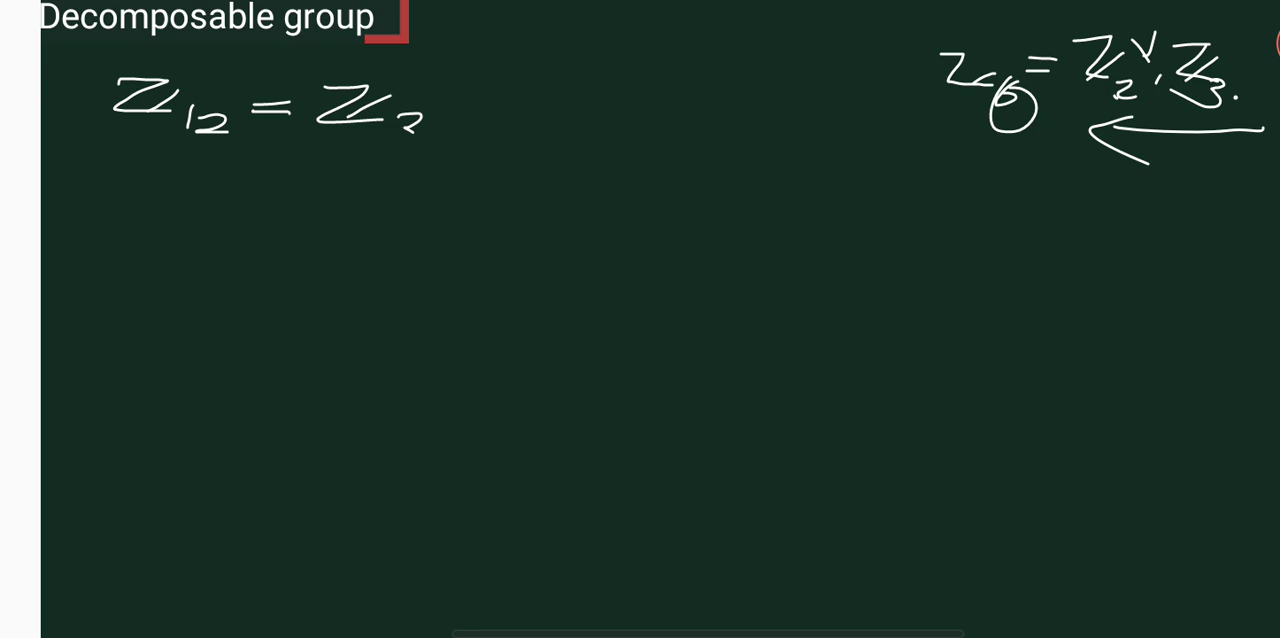 Decomposable group
Z₁₂ = Z₂
Z₆ = Z₂ × Z₃.